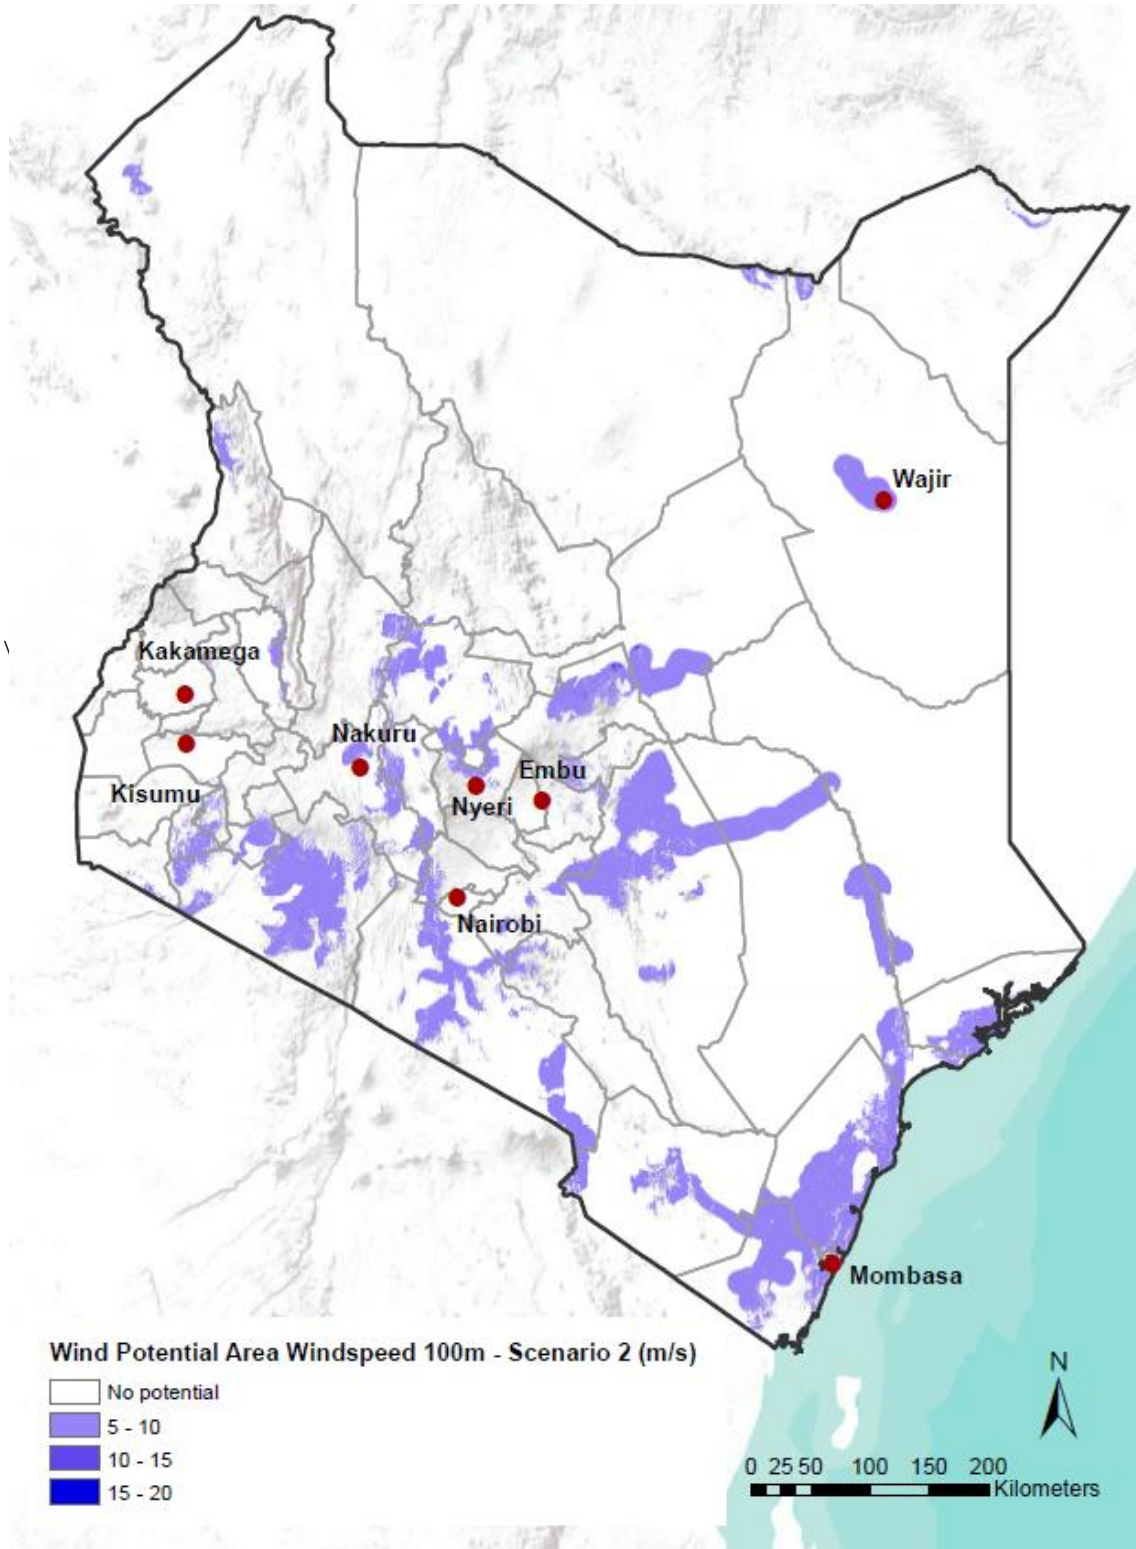 Wajir
Kakamega
Nakuru
Embu
Kisumu
Nyeri
Nairobi
Mombasa
Wind Potential Area Windspeed 100m - Scenario 2 (m/s)
No potential
5 - 10
10 - 15
15 - 20
N
0 25 50 100 150 200
Kilometers